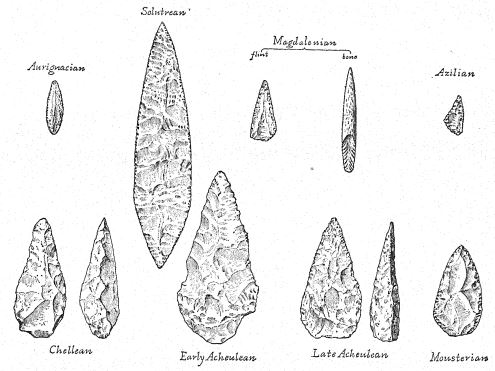 Solutrean
Magdalenian
flint
bone
Aurignacian
Azilian
Chellean
Early Acheulean
Late Acheulean
Mousterian